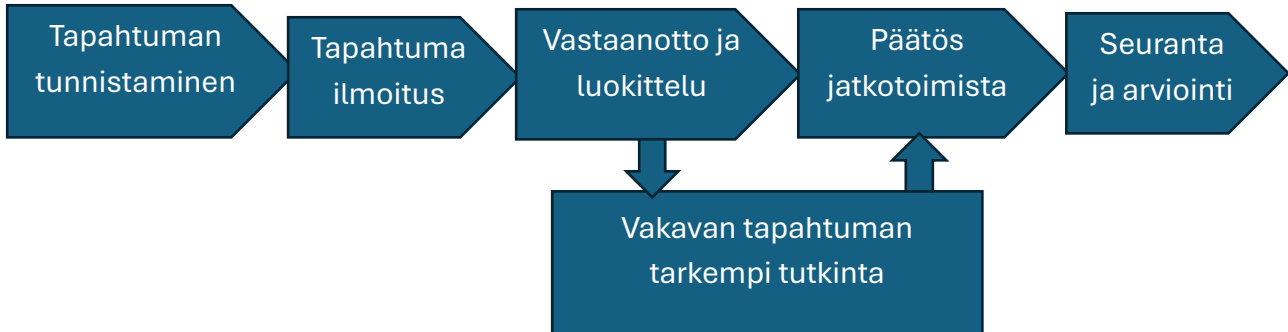 Tapahtuman
tunnistaminen
Tapahtuma
ilmoitus
Vastaanotto ja
luokittelu
Päätös
jatkotoimista
Seuranta
ja arviointi
Vakavan tapahtuman
tarkempi tutkinta